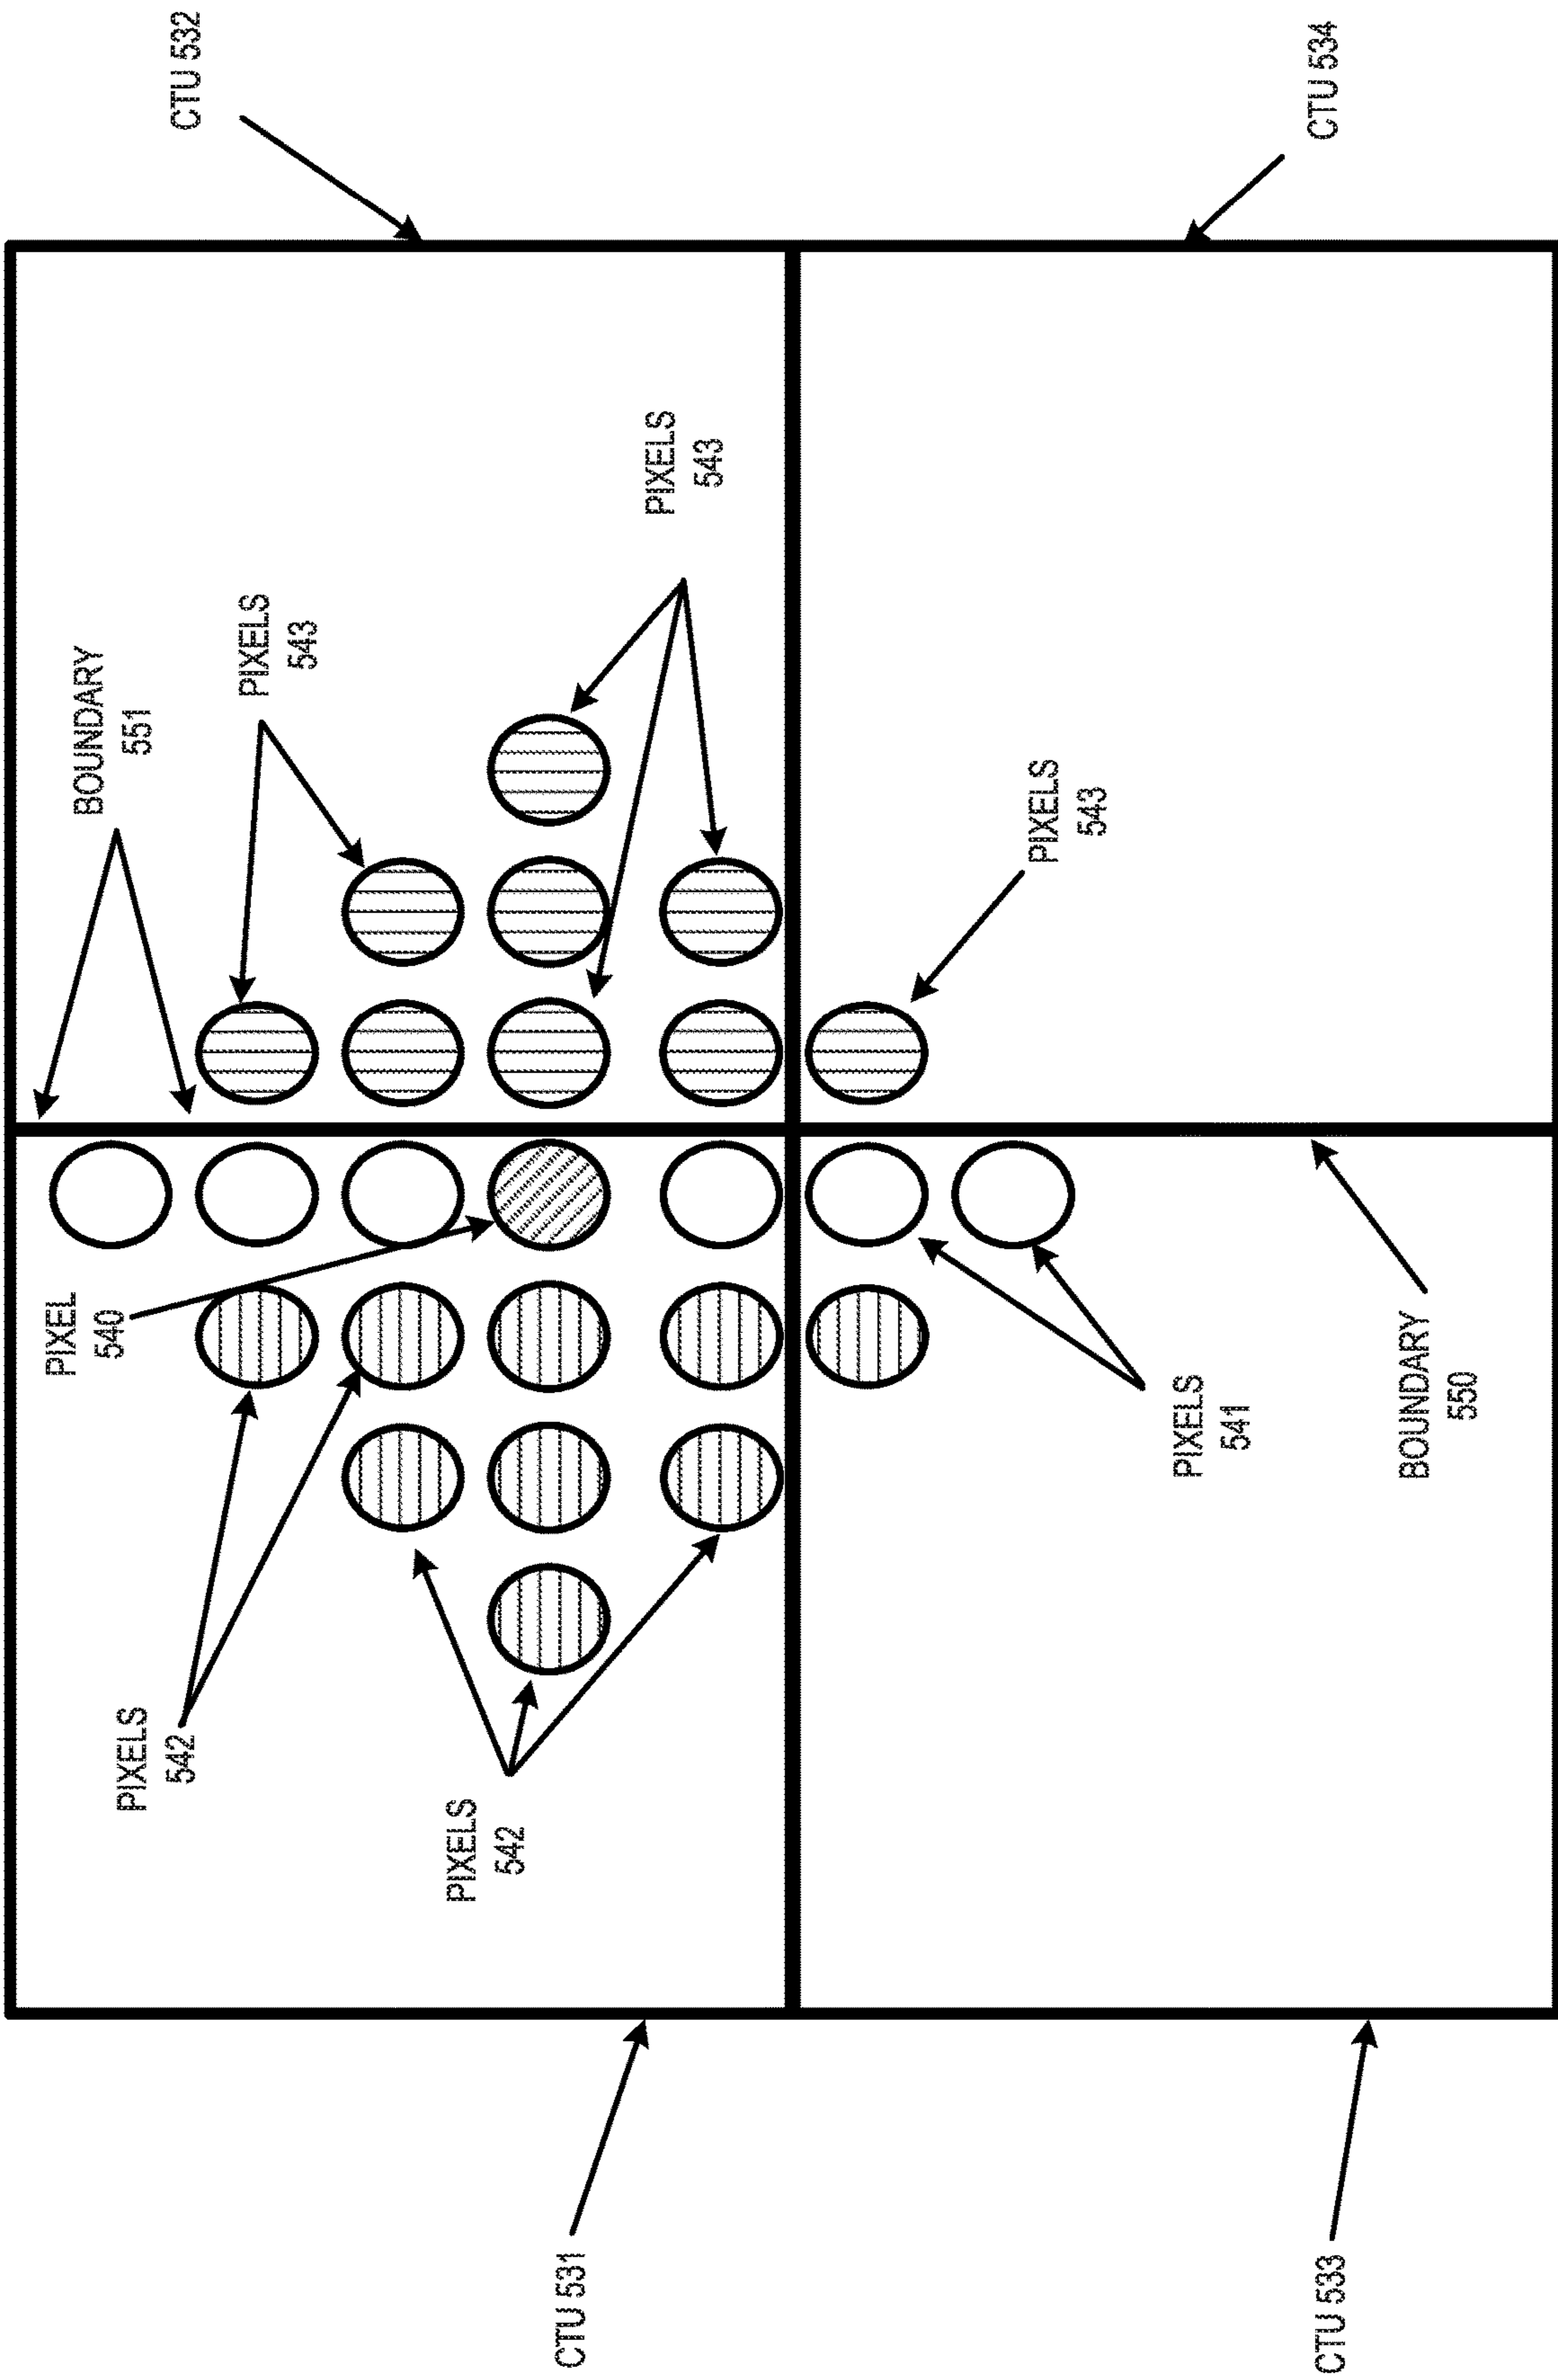 PIXEL
540
BOUNDARY
551
PIXELS
542
CTU 532
PIXELS
543
PIXELS
542
CTU 531
PIXELS
543
PIXELS
543
PIXELS
541
CTU 533
CTU 534
BOUNDARY
550